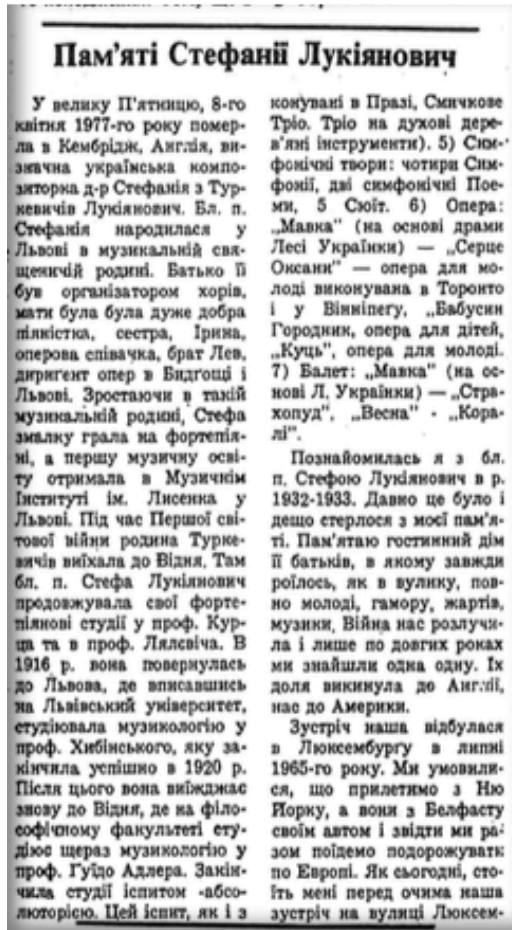 Пам'яті Стефанії Лукіянович
У велику П'ятницю, 8-го
квітня 1977-го року помер-
ла в Кембрідж, Англія, ви-
значна українська компо-
зиторка д-р Стефанія з Тур-
кевичів Лукіянович. Бл. п.
Стефанія народилася у
Львові в музикальній свя-
щеничій родині. Батько її
був організатором хорів,
мати була була дуже добра
піяністка, сестра, Ірина,
оперова співачка, брат Лев,
дириґент опер в Бидґощі і
Львові. Зростаючи в такій
музикальній родині, Стефа
змалку грала на фортепія-
ні, а першу музичну осві-
ту отримала в Музичнім
Інституті ім. Лисенка у
Львові. Під час Першої сві-
тової війни родина Турке-
вичів виїхала до Відня. Там
бл. п. Стефа Лукіянович
продовжувала свої форте-
піянові студії у проф. Кур-
ца та в проф. Лялєвіча. В
1916 р. вона повернулась
до Львова, де вписавшись
на Львівський університет,
студіювала музикологію у
проф. Хибінського, яку за-
кінчила успішно в 1920 р.
Після цього вона виїжджає
знову до Відня, де на філо-
софічному факультеті сту-
діює щераз музикологію у
проф. Ґуїдо Адлера. Закін-
чила студії іспитом -абсо-
люторією. Цей іспит, як і з
конувані в Празі, Смичкове
Тріо. Тріо на духові дере-
в'яні інструменти). 5) Сим-
фонічні твори: чотири Сим-
фонії, дві симфонічні Пое-
ми, 5 Сюїт. 6) Опера:
„Мавка" (на основі драми
Лесі Українки) — „Серце
Оксани" — опера для мо-
лоді виконувана в Торонто
і у Вінніпеґу, „Бабусин
Городник, опера для дітей,
„Куць", опера для молоді.
7) Балет: „Мавка" (на ос-
нові Л. Українки) — „Стра-
хопуд", „Весна" - „Кора-
лі".
Познайомилась я з бл.
п. Стефою Лукіянович в р.
1932-1933. Давно це було і
дещо стерлося з моєї пам'я-
ті. Пам'ятаю гостинний дім
її батьків, в якому завжди
роїлось, як в вулику, пов-
но молоді, гамору, жартів,
музики. Війна нас розлучи-
ла і лише по довгих роках
ми знайшли одна одну. Їх
доля викинула до Англії,
нас до Америки.
Зустріч наша відбулася
в Люксембурґу в липні
1965-го року. Ми умовили-
ся, що прилетимо з Ню
Йорку, а вони з Белфасту
своїм автом і звідти ми ра-
зом поїдемо подорожувати
по Европі. Як сьогодні, сто-
їть мені перед очима наша
зустріч на вулиці Люксем-